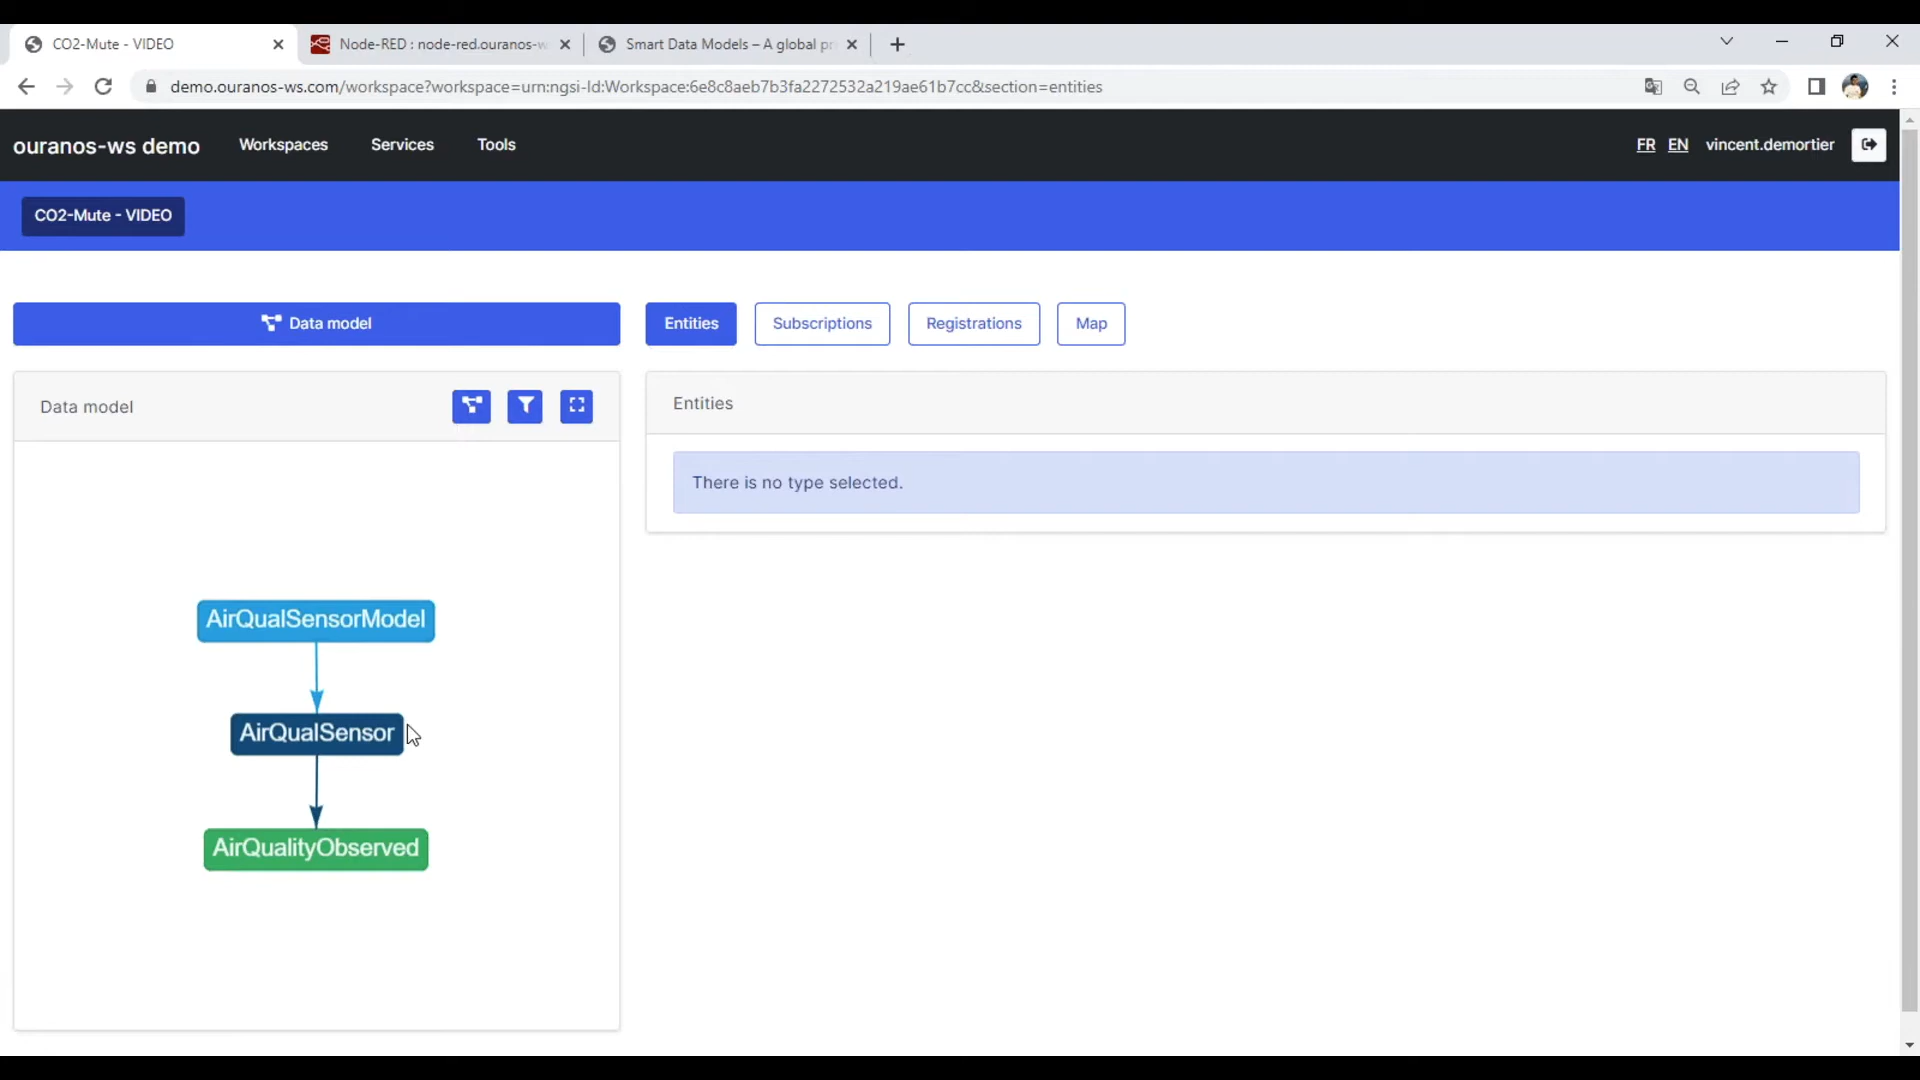 CO2-Mute - VIDEO
Node-RED : node-red.ouranos-w
Smart Data Models – A global pr
demo.ouranos-ws.com/workspace?workspace=urn:ngsi-ld:Workspace:6e8c8aeb7b3fa2272532a219ae61b7cc&section=entities
ouranos-ws demo
Workspaces
Services
Tools
FR
EN
vincent.demortier
CO2-Mute - VIDEO
Data model
Entities
Subscriptions
Registrations
Map
Data model
Entities
There is no type selected.
AirQualSensorModel
AirQualSensor
AirQualityObserved